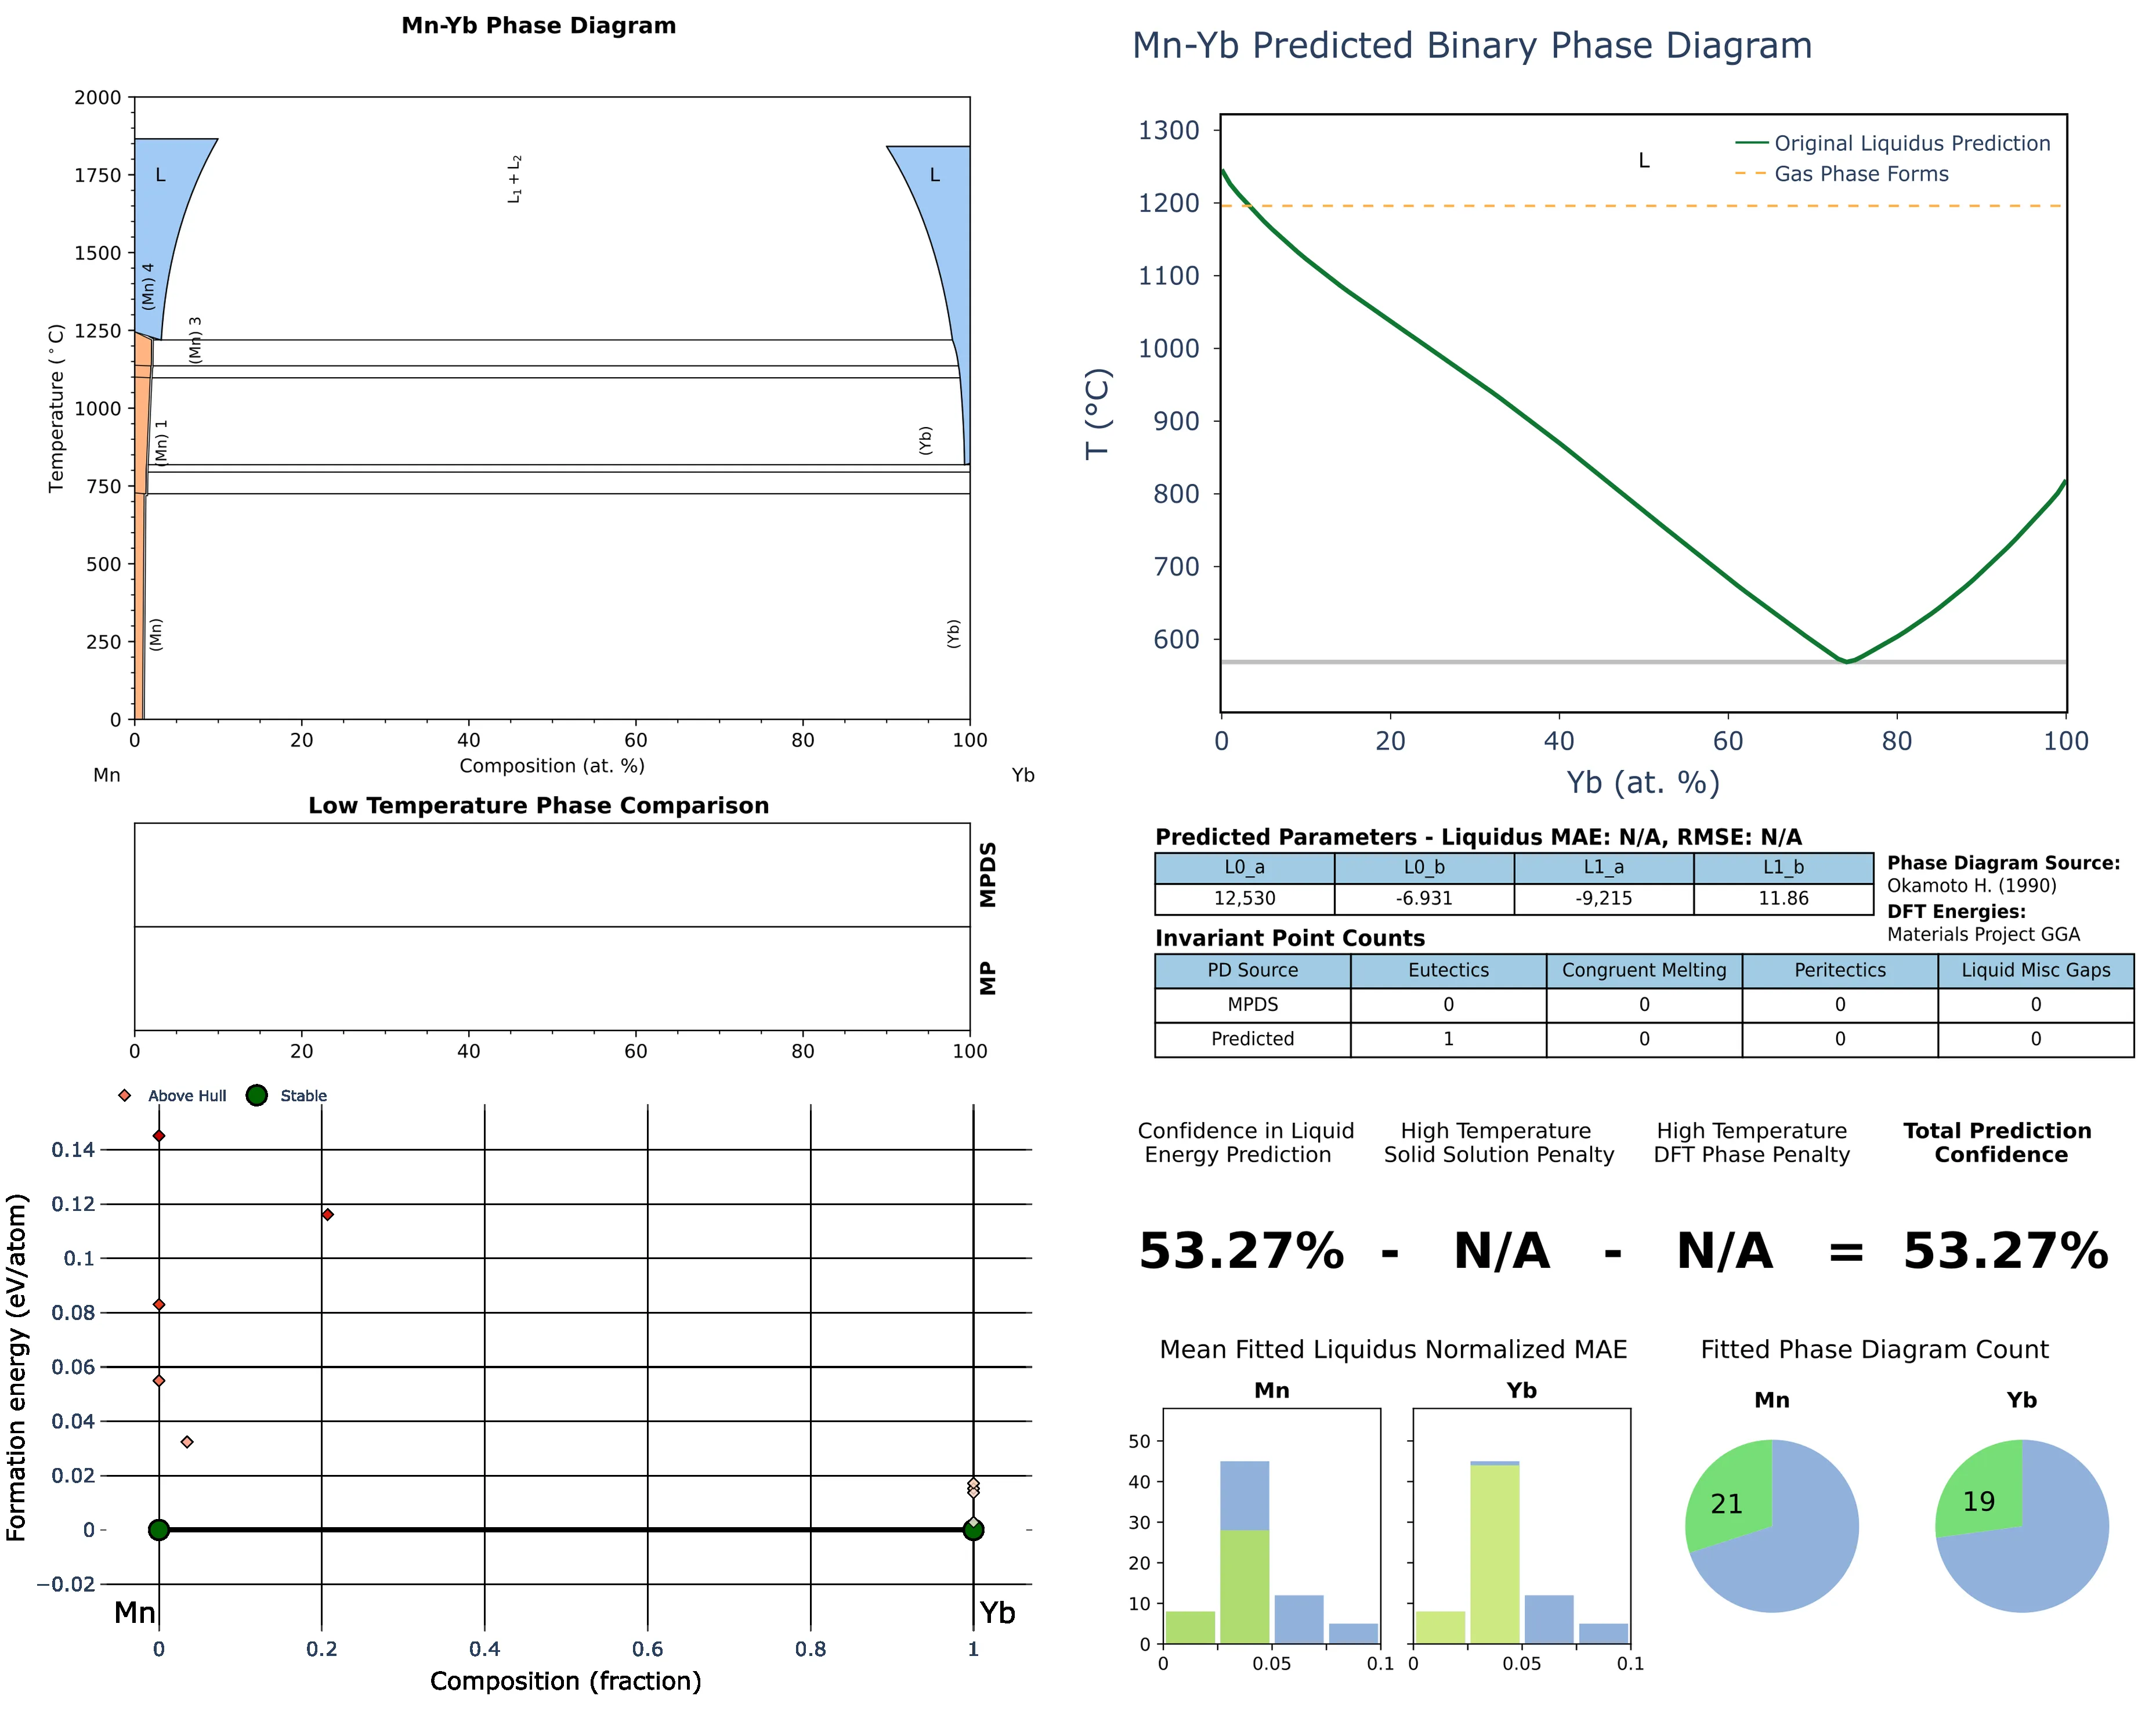 Mn-Yb Phase Diagram
2000
1750
1500
1250
1000
750
500
250
0
Temperature (°C)
L
L₁ + L₂
L
(Mn) 4
(Mn) 3
(Mn) 1
(Yb)
(Mn)
(Yb)
0 20 40 60 80 100
Composition (at. %)
Mn Yb
Mn-Yb Predicted Binary Phase Diagram
1300
1200
1100
1000
900
800
700
600
T (°C)
L
Original Liquidus Prediction
Gas Phase Forms
0 20 40 60 80 100
Yb (at. %)
Low Temperature Phase Comparison
MPDS
MP
0 20 40 60 80 100
Predicted Parameters - Liquidus MAE: N/A, RMSE: N/A
L0_a L0_b L1_a L1_b
12,530 -6.931 -9,215 11.86
Phase Diagram Source:
Okamoto H. (1990)
DFT Energies:
Materials Project GGA
Invariant Point Counts
PD Source Eutectics Congruent Melting Peritectics Liquid Misc Gaps
MPDS 0 0 0 0
Predicted 1 0 0 0
Above Hull Stable
0.14
0.12
0.1
0.08
0.06
0.04
0.02
0
−0.02
Formation energy (eV/atom)
Mn Yb
0 0.2 0.4 0.6 0.8 1
Composition (fraction)
Confidence in Liquid
Energy Prediction
High Temperature
Solid Solution Penalty
High Temperature
DFT Phase Penalty
Total Prediction
Confidence
53.27% - N/A - N/A = 53.27%
Mean Fitted Liquidus Normalized MAE
Mn Yb
50
40
30
20
10
0
0 0.05 0.1 0 0.05 0.1
Fitted Phase Diagram Count
Mn Yb
21 19